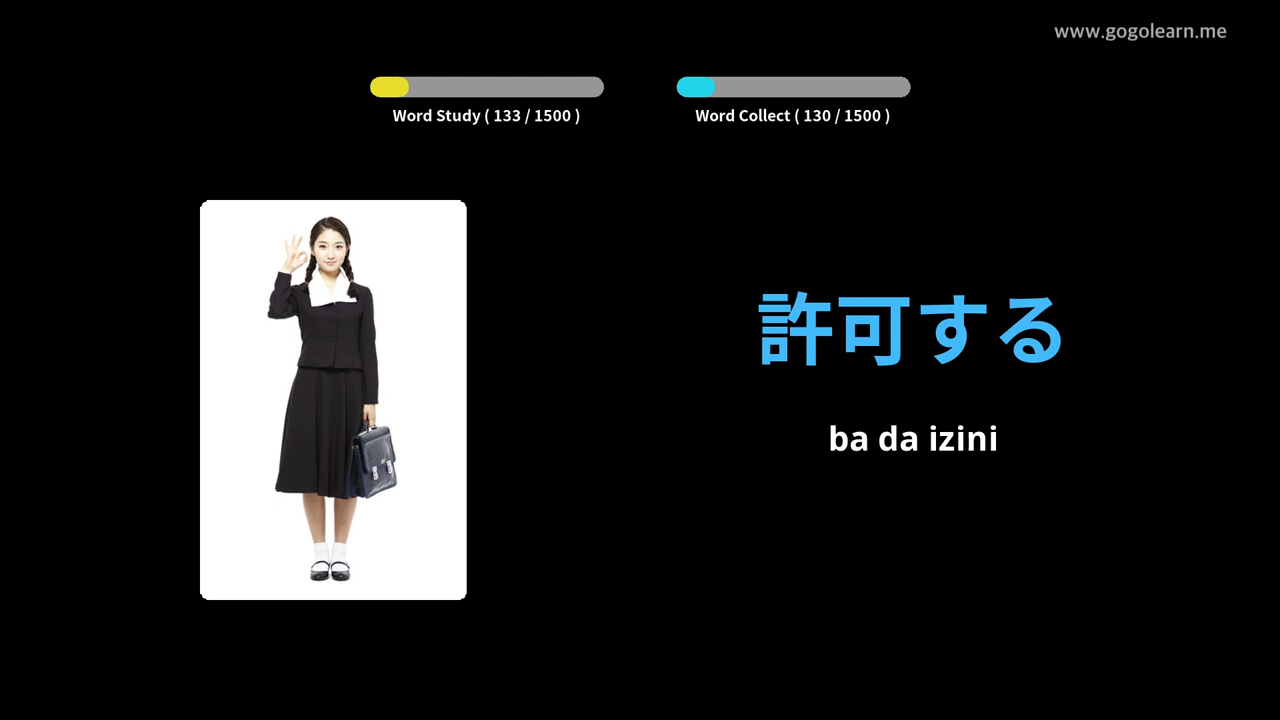 www.gogolearn.me
Word Study ( 133 / 1500 )
Word Collect ( 130 / 1500 )
許可する
ba da izini